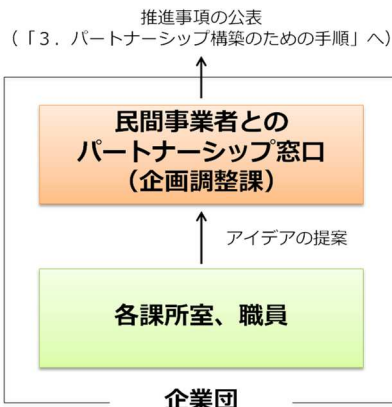 推進事項の公表
（「３．パートナーシップ構築のための手順」へ）
民間事業者との
パートナーシップ窓口
（企画調整課）
アイデアの提案
各課所室、職員
企業団